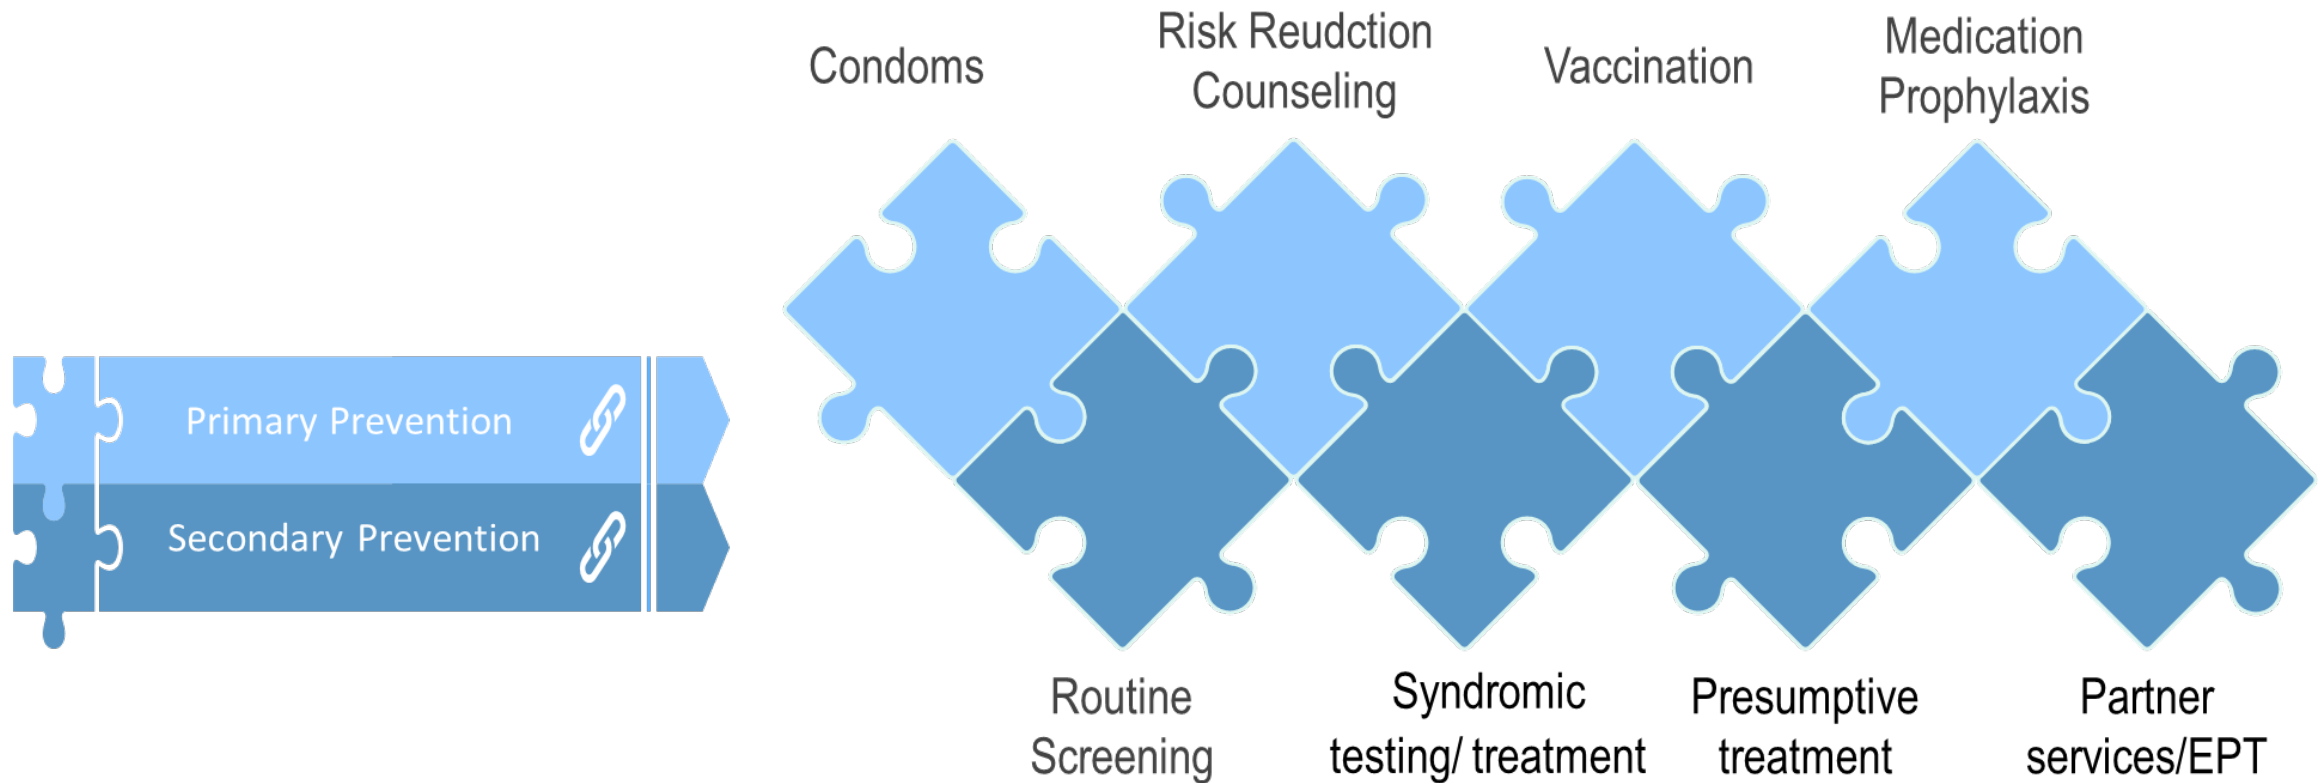 Condoms
Risk Reudction
Counseling
Vaccination
Medication
Prophylaxis
Primary Prevention
Secondary Prevention
Routine
Screening
Syndromic
testing/ treatment
Presumptive
treatment
Partner
services/EPT